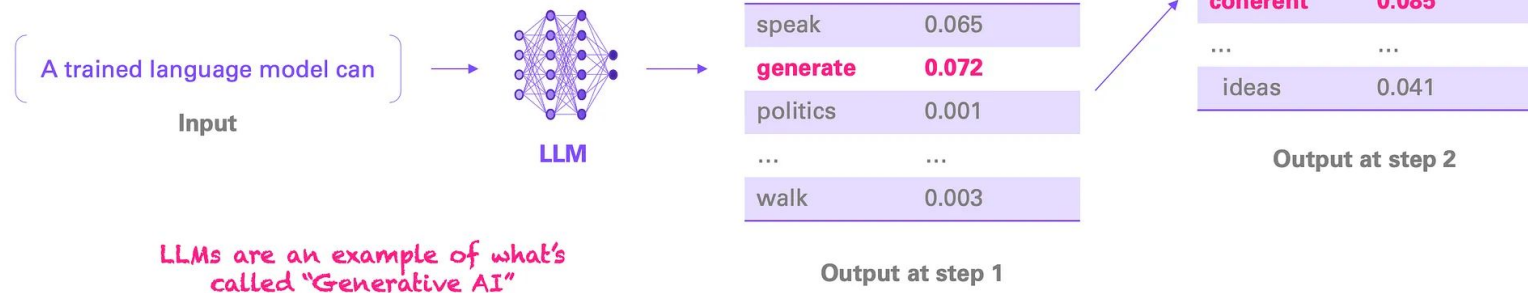 A trained language model can
Input
LLM
LLMs are an example of what's
called "Generative AI"
speak 0.065
generate 0.072
politics 0.001
... ...
walk 0.003
Output at step 1
coherent 0.085
... ...
ideas 0.041
Output at step 2